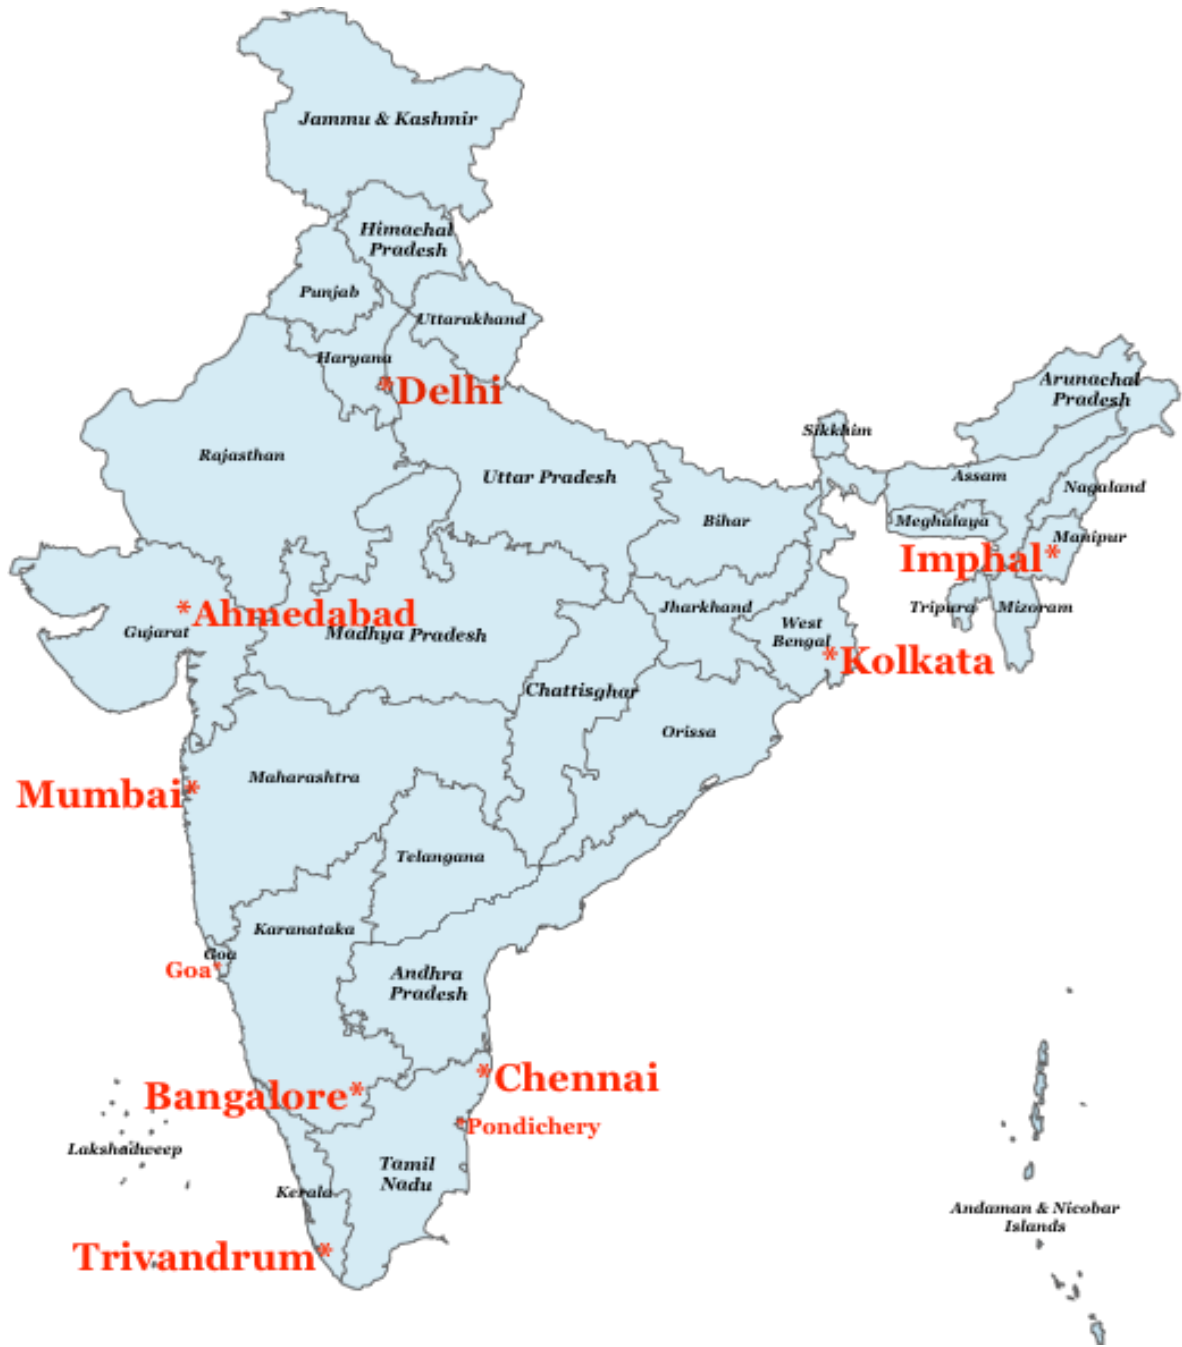 Jammu & Kashmir
Himachal
Pradesh
Punjab
Uttarakhand
Haryana
*Delhi
Arunachal
Pradesh
Sikkhim
Rajasthan
Uttar Pradesh
Assam
Nagaland
Bihar
Meghalaya
Manipur
Imphal*
*Ahmedabad
Gujarat
Madhya Pradesh
Jharkhand
Tripura
Mizoram
West
Bengal
*Kolkata
Chattisghar
Orissa
Maharashtra
Mumbai*
Telangana
Karanataka
Goa
Goa*
Andhra
Pradesh
*Chennai
Bangalore*
*Pondichery
Lakshadweep
Tamil
Nadu
Kerala
Andaman & Nicobar
Islands
Trivandrum*